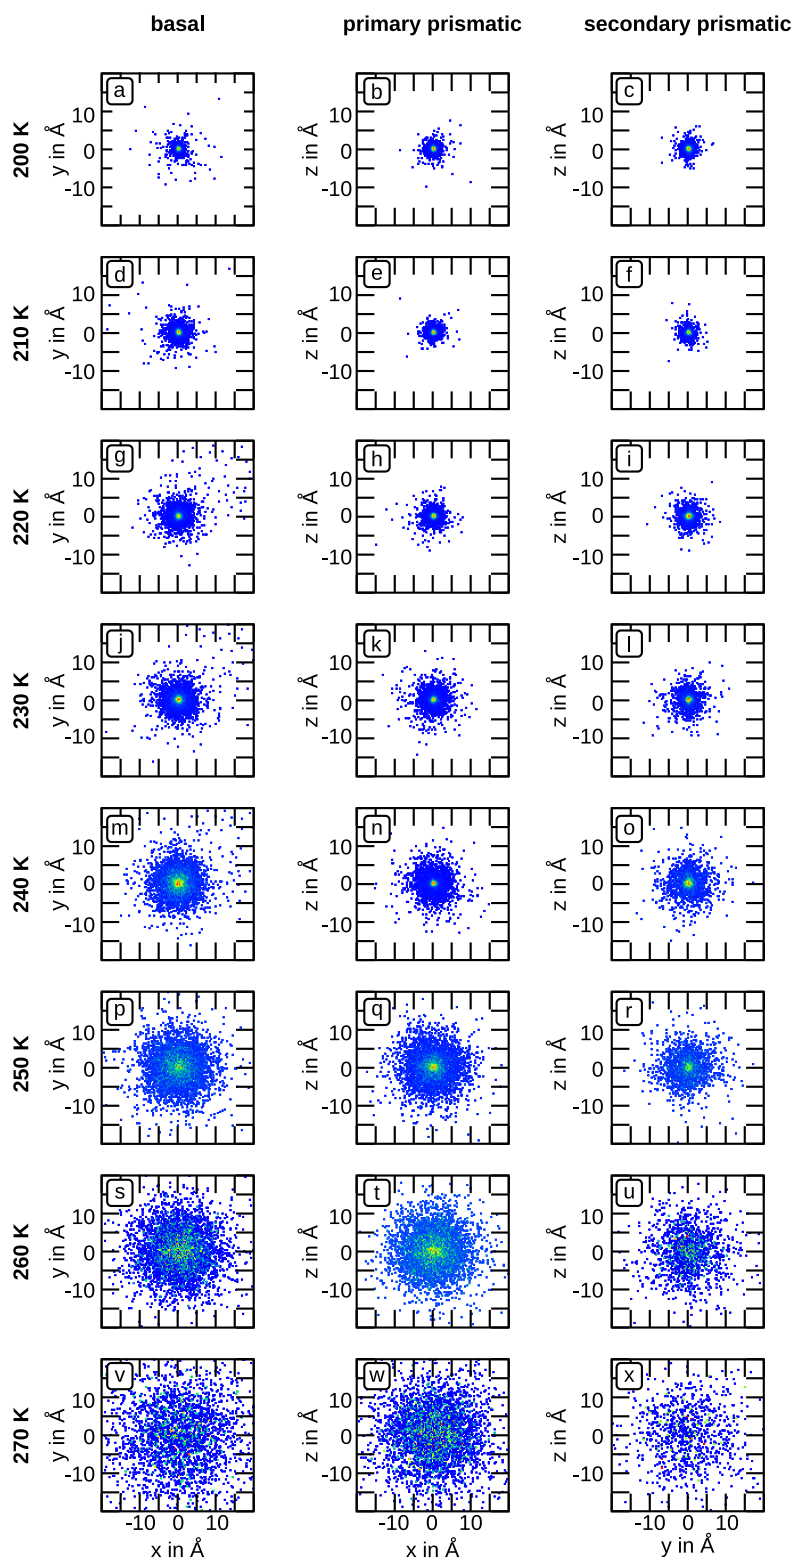 basal primary prismatic secondary prismatic
200 K
a b c
y in Å 10 0 -10
z in Å 10 0 -10
z in Å 10 0 -10
210 K
d e f
y in Å 10 0 -10
z in Å 10 0 -10
z in Å 10 0 -10
220 K
g h i
y in Å 10 0 -10
z in Å 10 0 -10
z in Å 10 0 -10
230 K
j k l
y in Å 10 0 -10
z in Å 10 0 -10
z in Å 10 0 -10
240 K
m n o
y in Å 10 0 -10
z in Å 10 0 -10
z in Å 10 0 -10
250 K
p q r
y in Å 10 0 -10
z in Å 10 0 -10
z in Å 10 0 -10
260 K
s t u
y in Å 10 0 -10
z in Å 10 0 -10
z in Å 10 0 -10
270 K
v w x
y in Å 10 0 -10
z in Å 10 0 -10
z in Å 10 0 -10
-10 0 10 -10 0 10 -10 0 10
x in Å x in Å y in Å